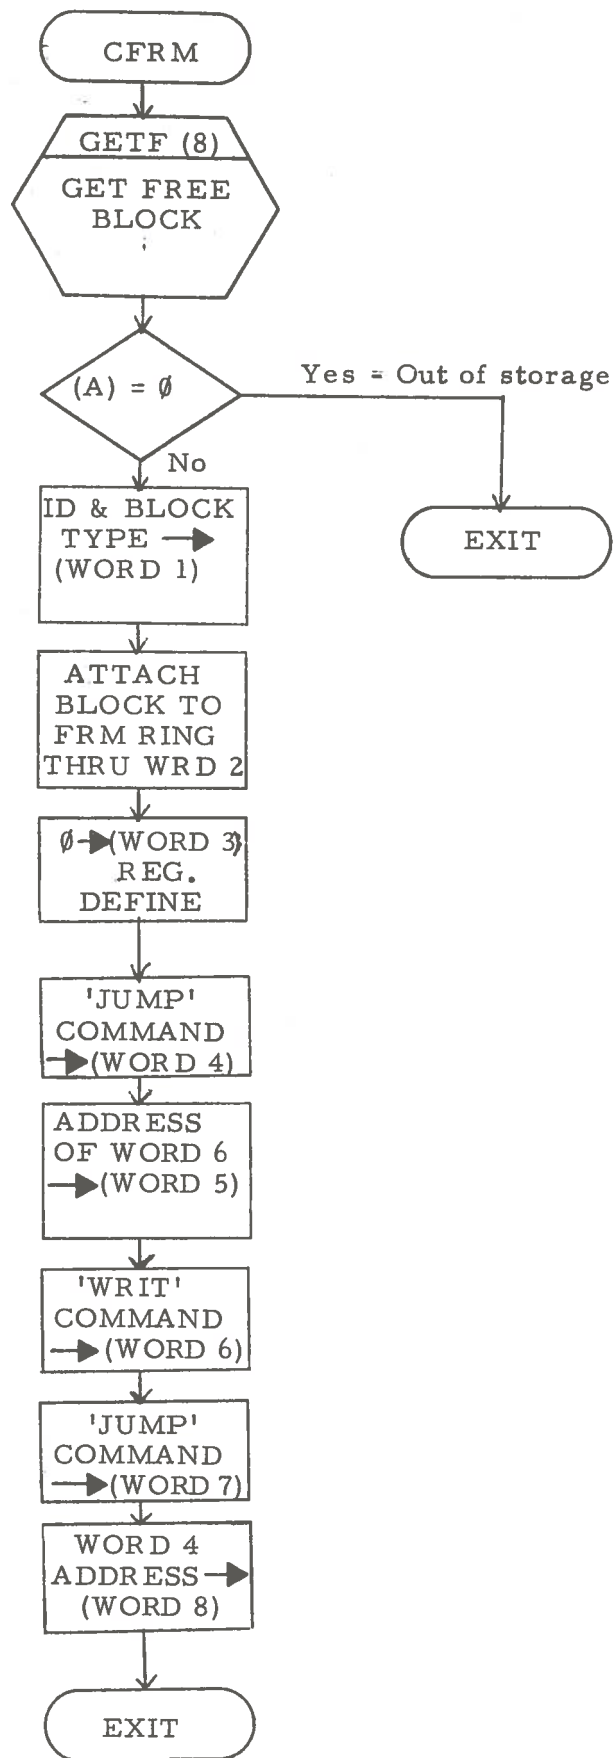 CFRM
GETF (8)
GET FREE
BLOCK
(A) = Ø
Yes = Out of storage
No
EXIT
ID & BLOCK
TYPE →
(WORD 1)
ATTACH
BLOCK TO
FRM RING
THRU WRD 2
Ø→(WORD 3)
REG.
DEFINE
'JUMP'
COMMAND
→(WORD 4)
ADDRESS
OF WORD 6
→(WORD 5)
'WRIT'
COMMAND
→(WORD 6)
'JUMP'
COMMAND
→(WORD 7)
WORD 4
ADDRESS→
(WORD 8)
EXIT